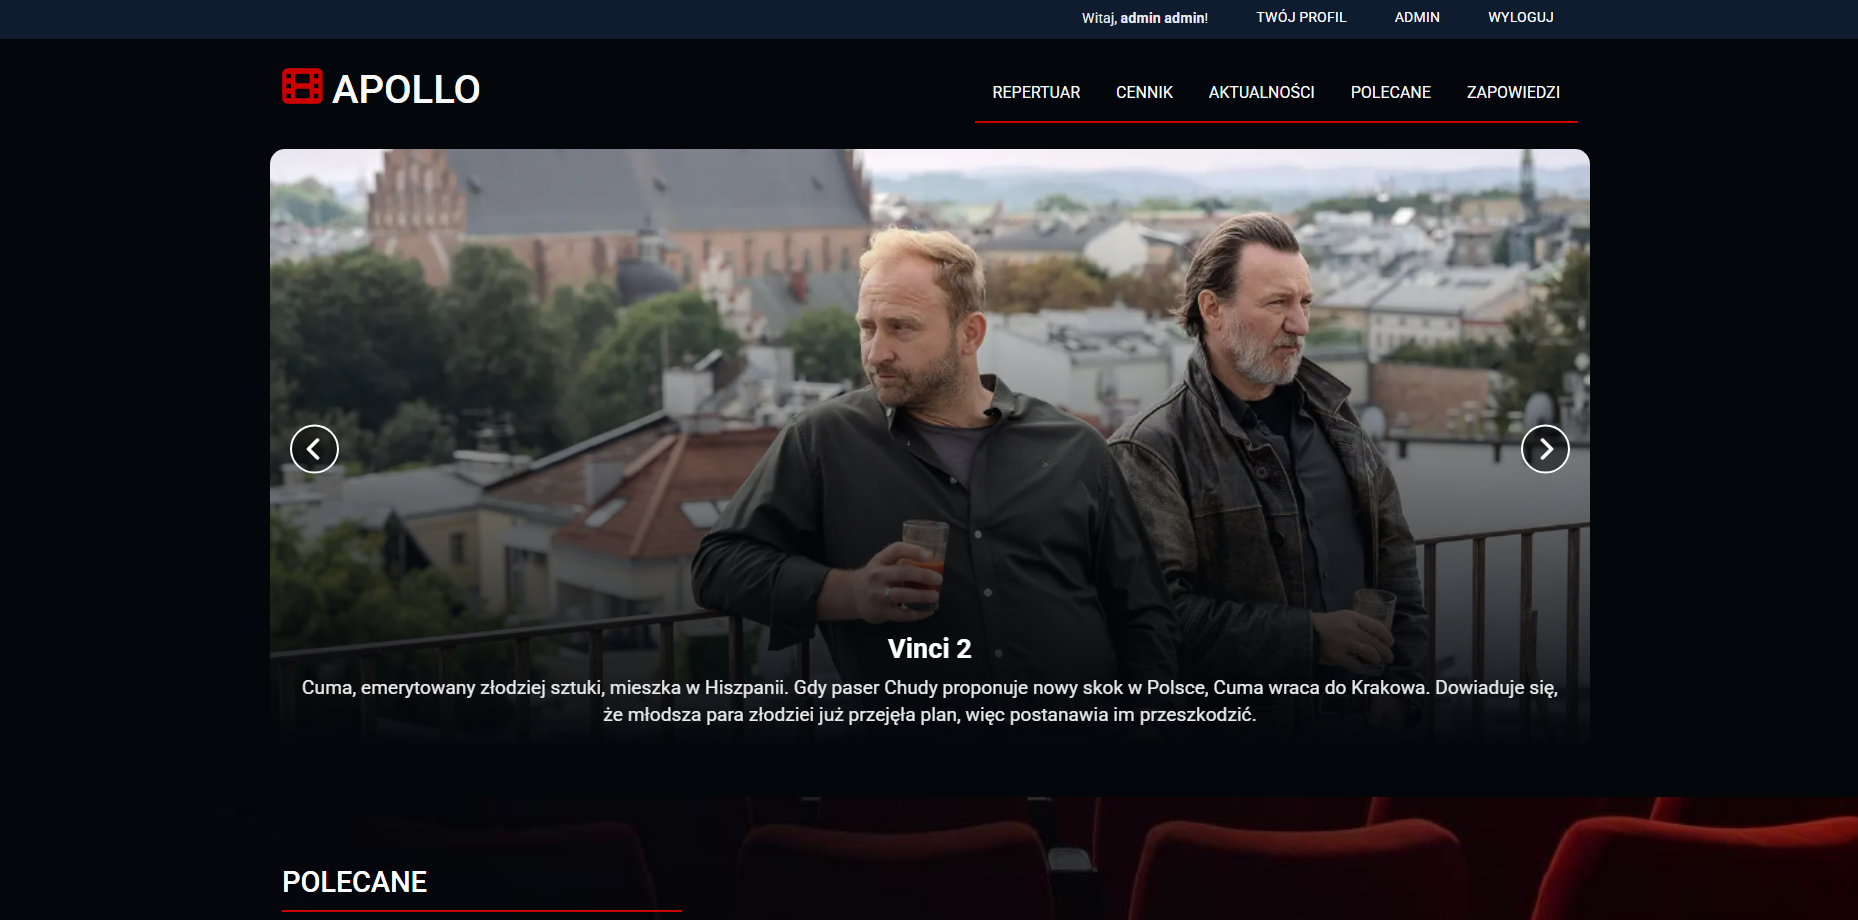 Witaj, admin admin!
TWÓJ PROFIL
ADMIN
WYLOGUJ
APOLLO
REPERTUAR
CENNIK
AKTUALNOŚCI
POLECANE
ZAPOWIEDZI
Vinci 2
Cuma, emerytowany złodziej sztuki, mieszka w Hiszpanii. Gdy paser Chudy proponuje nowy skok w Polsce, Cuma wraca do Krakowa. Dowiaduje się,
że młodsza para złodziei już przejęła plan, więc postanawia im przeszkodzić.
POLECANE